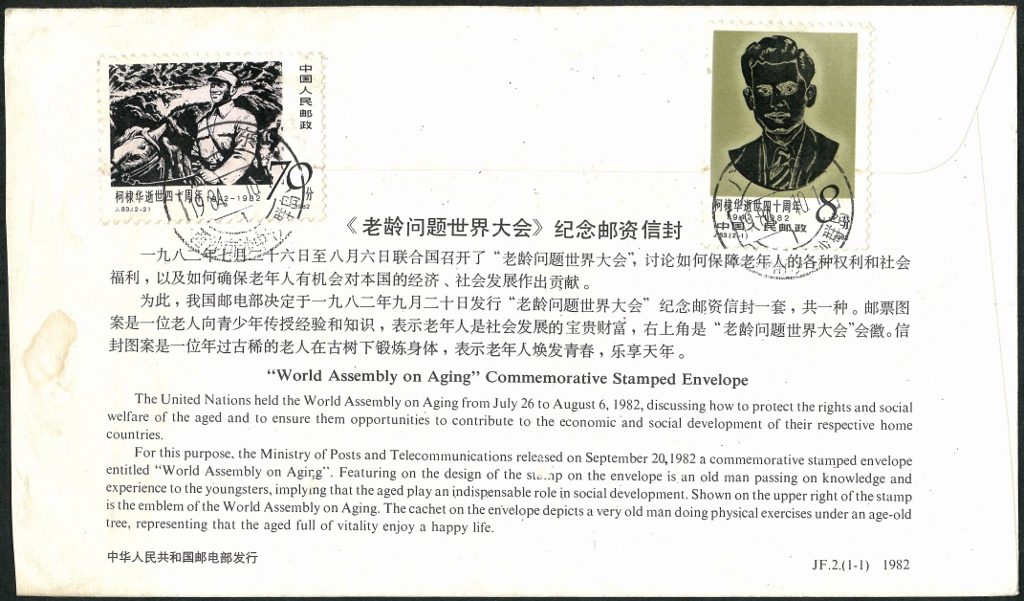 中国人民邮政
70分
柯棣华逝世四十周年 1942-1982
J.83.(2-2)
1982
8
柯棣华逝世四十周年
1942-1982
中国人民邮政
J.83(2-1)
《老龄问题世界大会》纪念邮资信封
一九八二年七月二十六日至八月六日联合国召开了“老龄问题世界大会”，讨论如何保障老年人的各种权利和社会
福利，以及如何确保老年人有机会对本国的经济、社会发展作出贡献。
为此，我国邮电部决定于一九八二年九月二十日发行“老龄问题世界大会”纪念邮资信封一套，共一种。邮票图
案是一位老人向青少年传授经验和知识，表示老年人是社会发展的宝贵财富，右上角是“老龄问题世界大会”会徽。信
封图案是一位年过古稀的老人在古树下锻炼身体，表示老年人焕发青春，乐享天年。
“World Assembly on Aging” Commemorative Stamped Envelope
The United Nations held the World Assembly on Aging from July 26 to August 6, 1982, discussing how to protect the rights and social
welfare of the aged and to ensure them opportunities to contribute to the economic and social development of their respective home
countries.
For this purpose, the Ministry of Posts and Telecommunications released on September 20,1982 a commemorative stamped envelope
entitled “World Assembly on Aging”. Featuring on the design of the stamp on the envelope is an old man passing on knowledge and
experience to the youngsters, implying that the aged play an indispensable role in social development. Shown on the upper right of the stamp
is the emblem of the World Assembly on Aging. The cachet on the envelope depicts a very old man doing physical exercises under an age-old
tree, representing that the aged full of vitality enjoy a happy life.
中华人民共和国邮电部发行
JF.2.(1-1) 1982